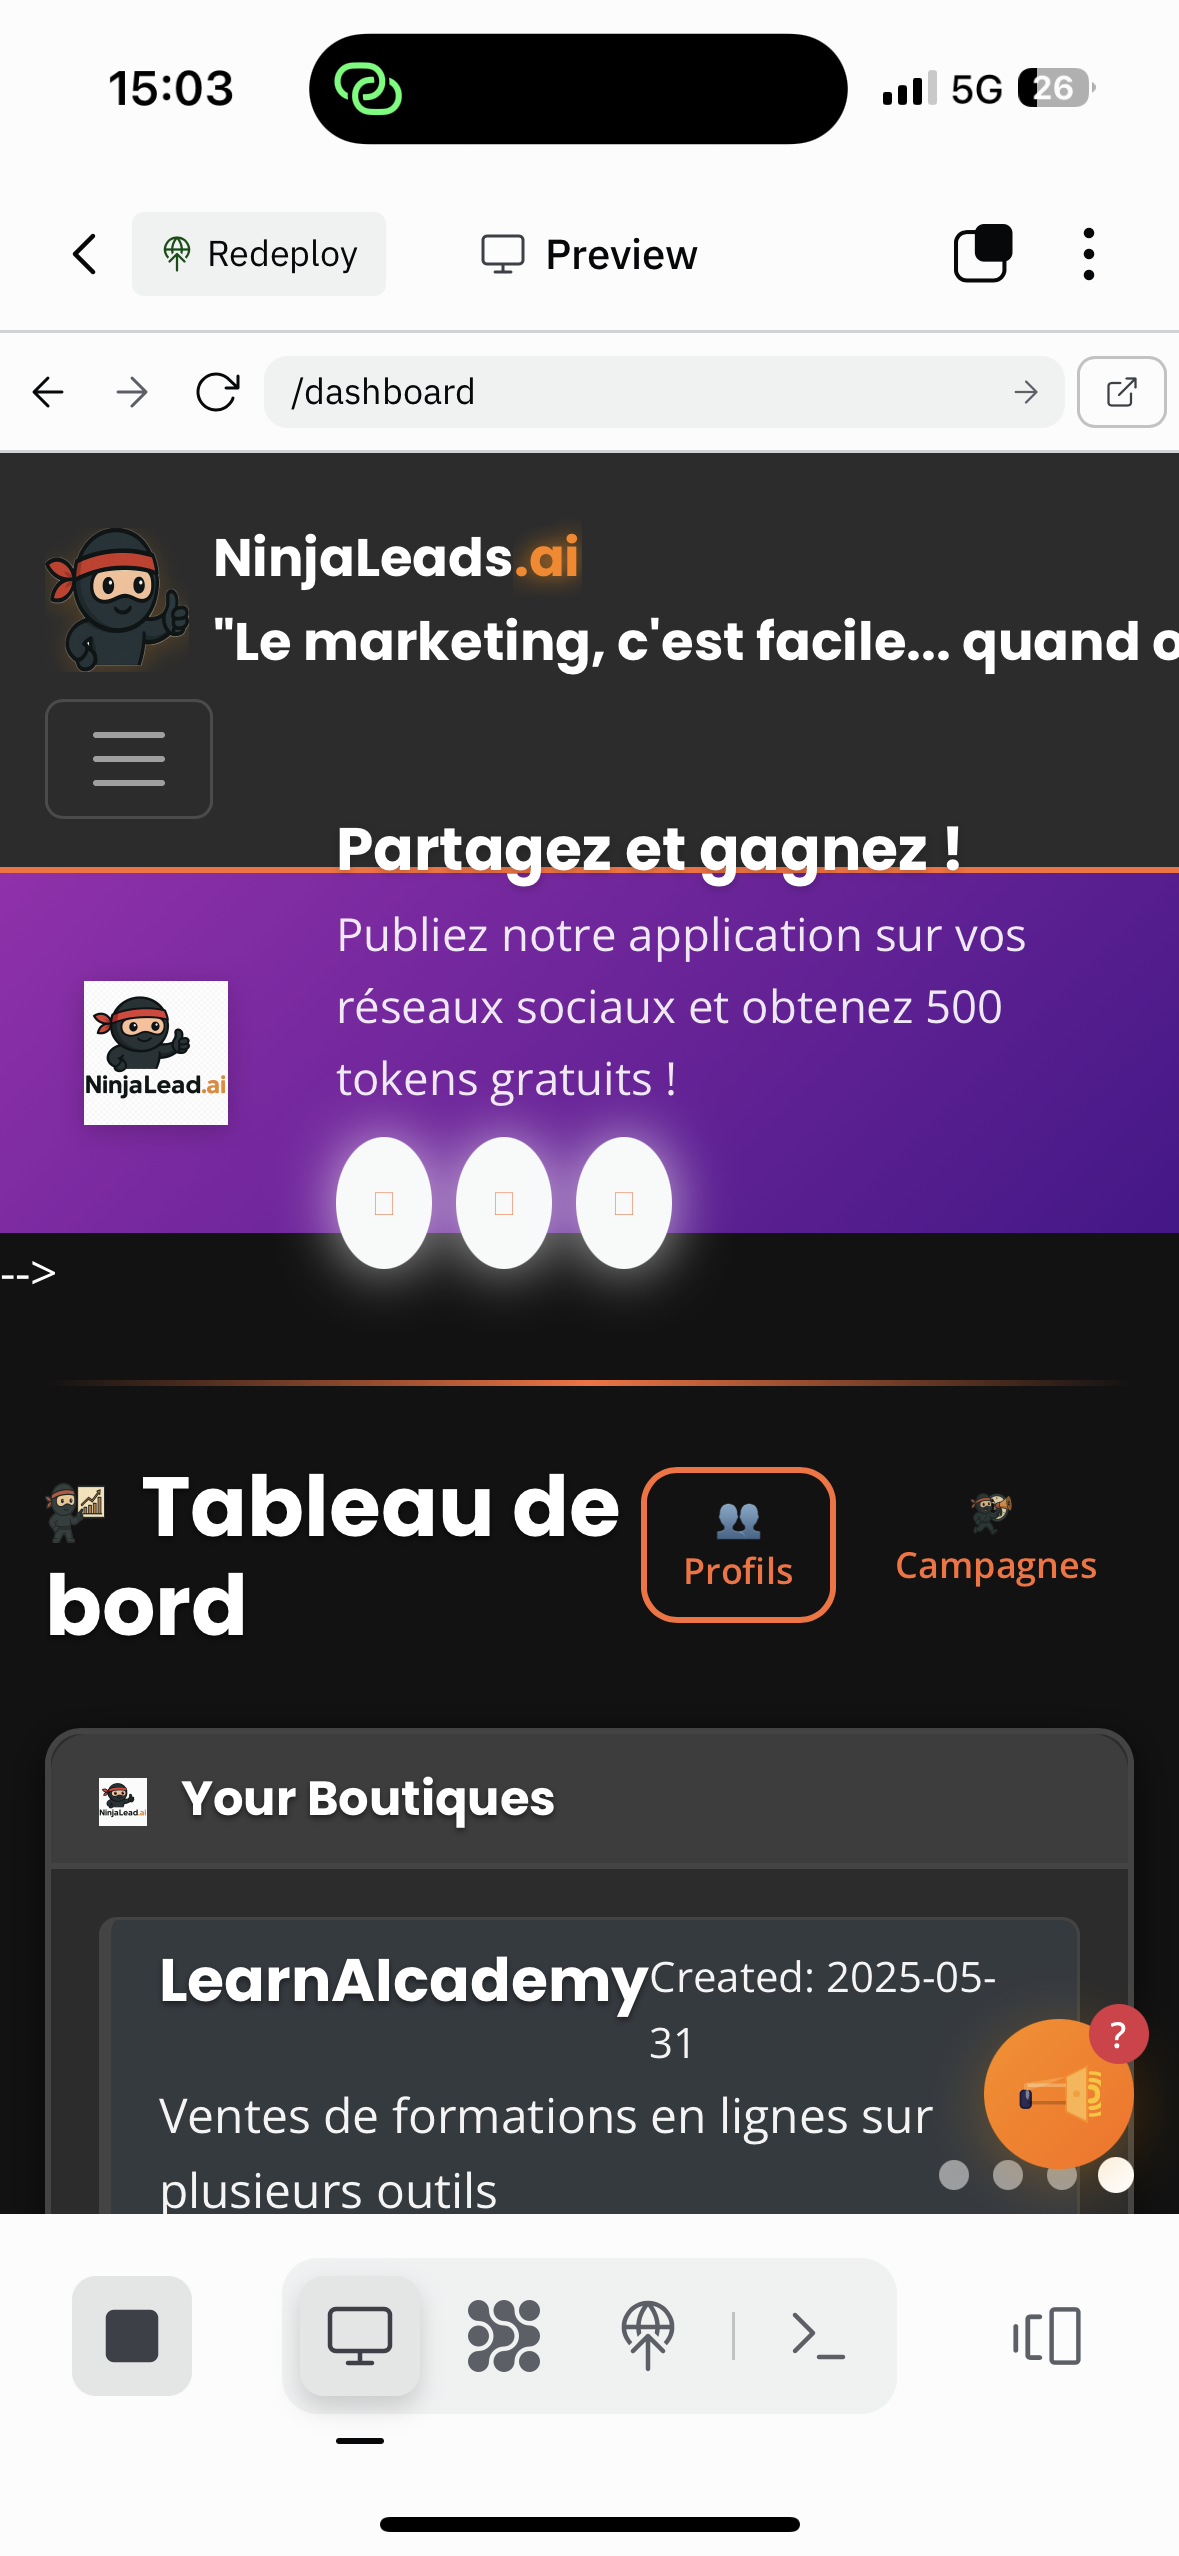 15:03
5G 26
Redeploy
Preview
/dashboard
NinjaLeads.ai
"Le marketing, c'est facile... quand o
Partagez et gagnez !
Publiez notre application sur vos
réseaux sociaux et obtenez 500
tokens gratuits !
NinjaLead.ai
-->
Tableau de
bord
Profils
Campagnes
NinjaLead.ai
Your Boutiques
LearnAIcademy
Created: 2025-05-
31
?
Ventes de formations en lignes sur
plusieurs outils